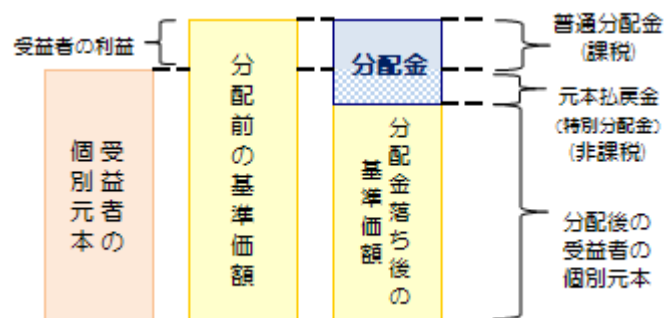 受益者の利益
受益者の
個別元本
分配前の基準価額
分配金
分配金落ち後の
基準価額
普通分配金
(課税)
元本払戻金
(特別分配金)
(非課税)
分配後の
受益者の
個別元本